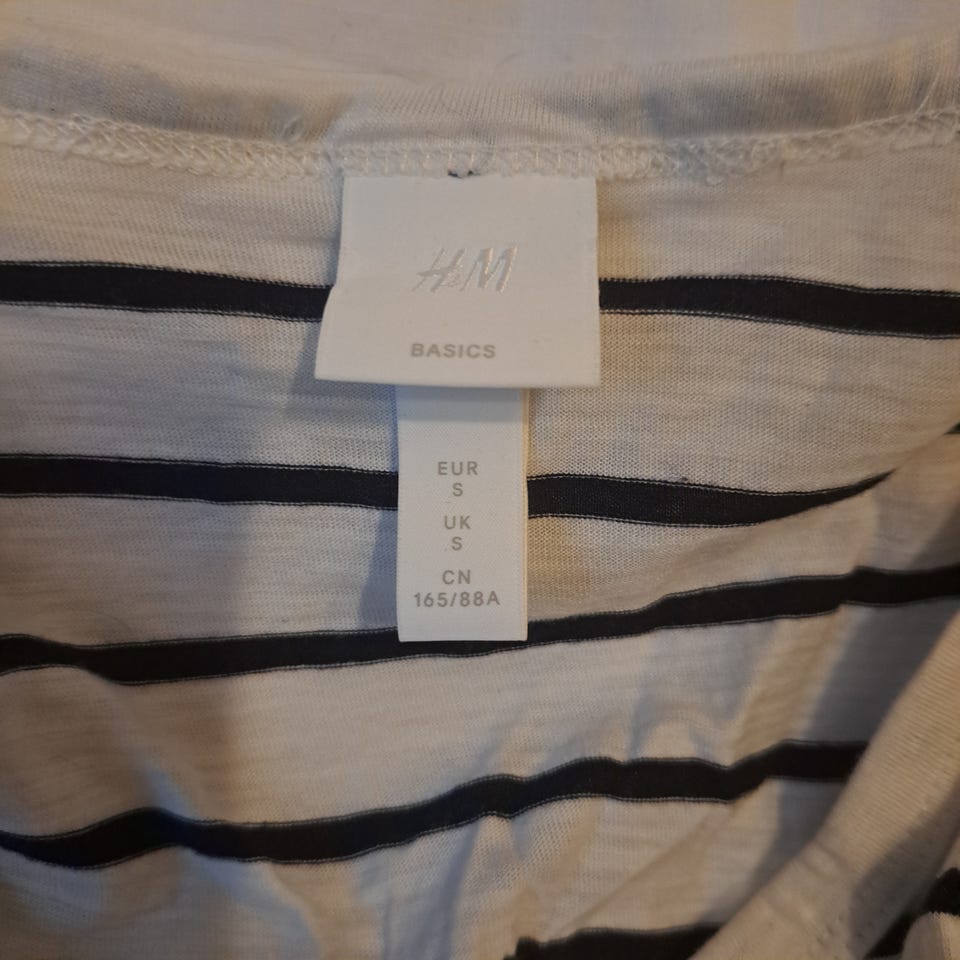 H&M
BASICS
EUR
S
UK
S
CN
165/88A